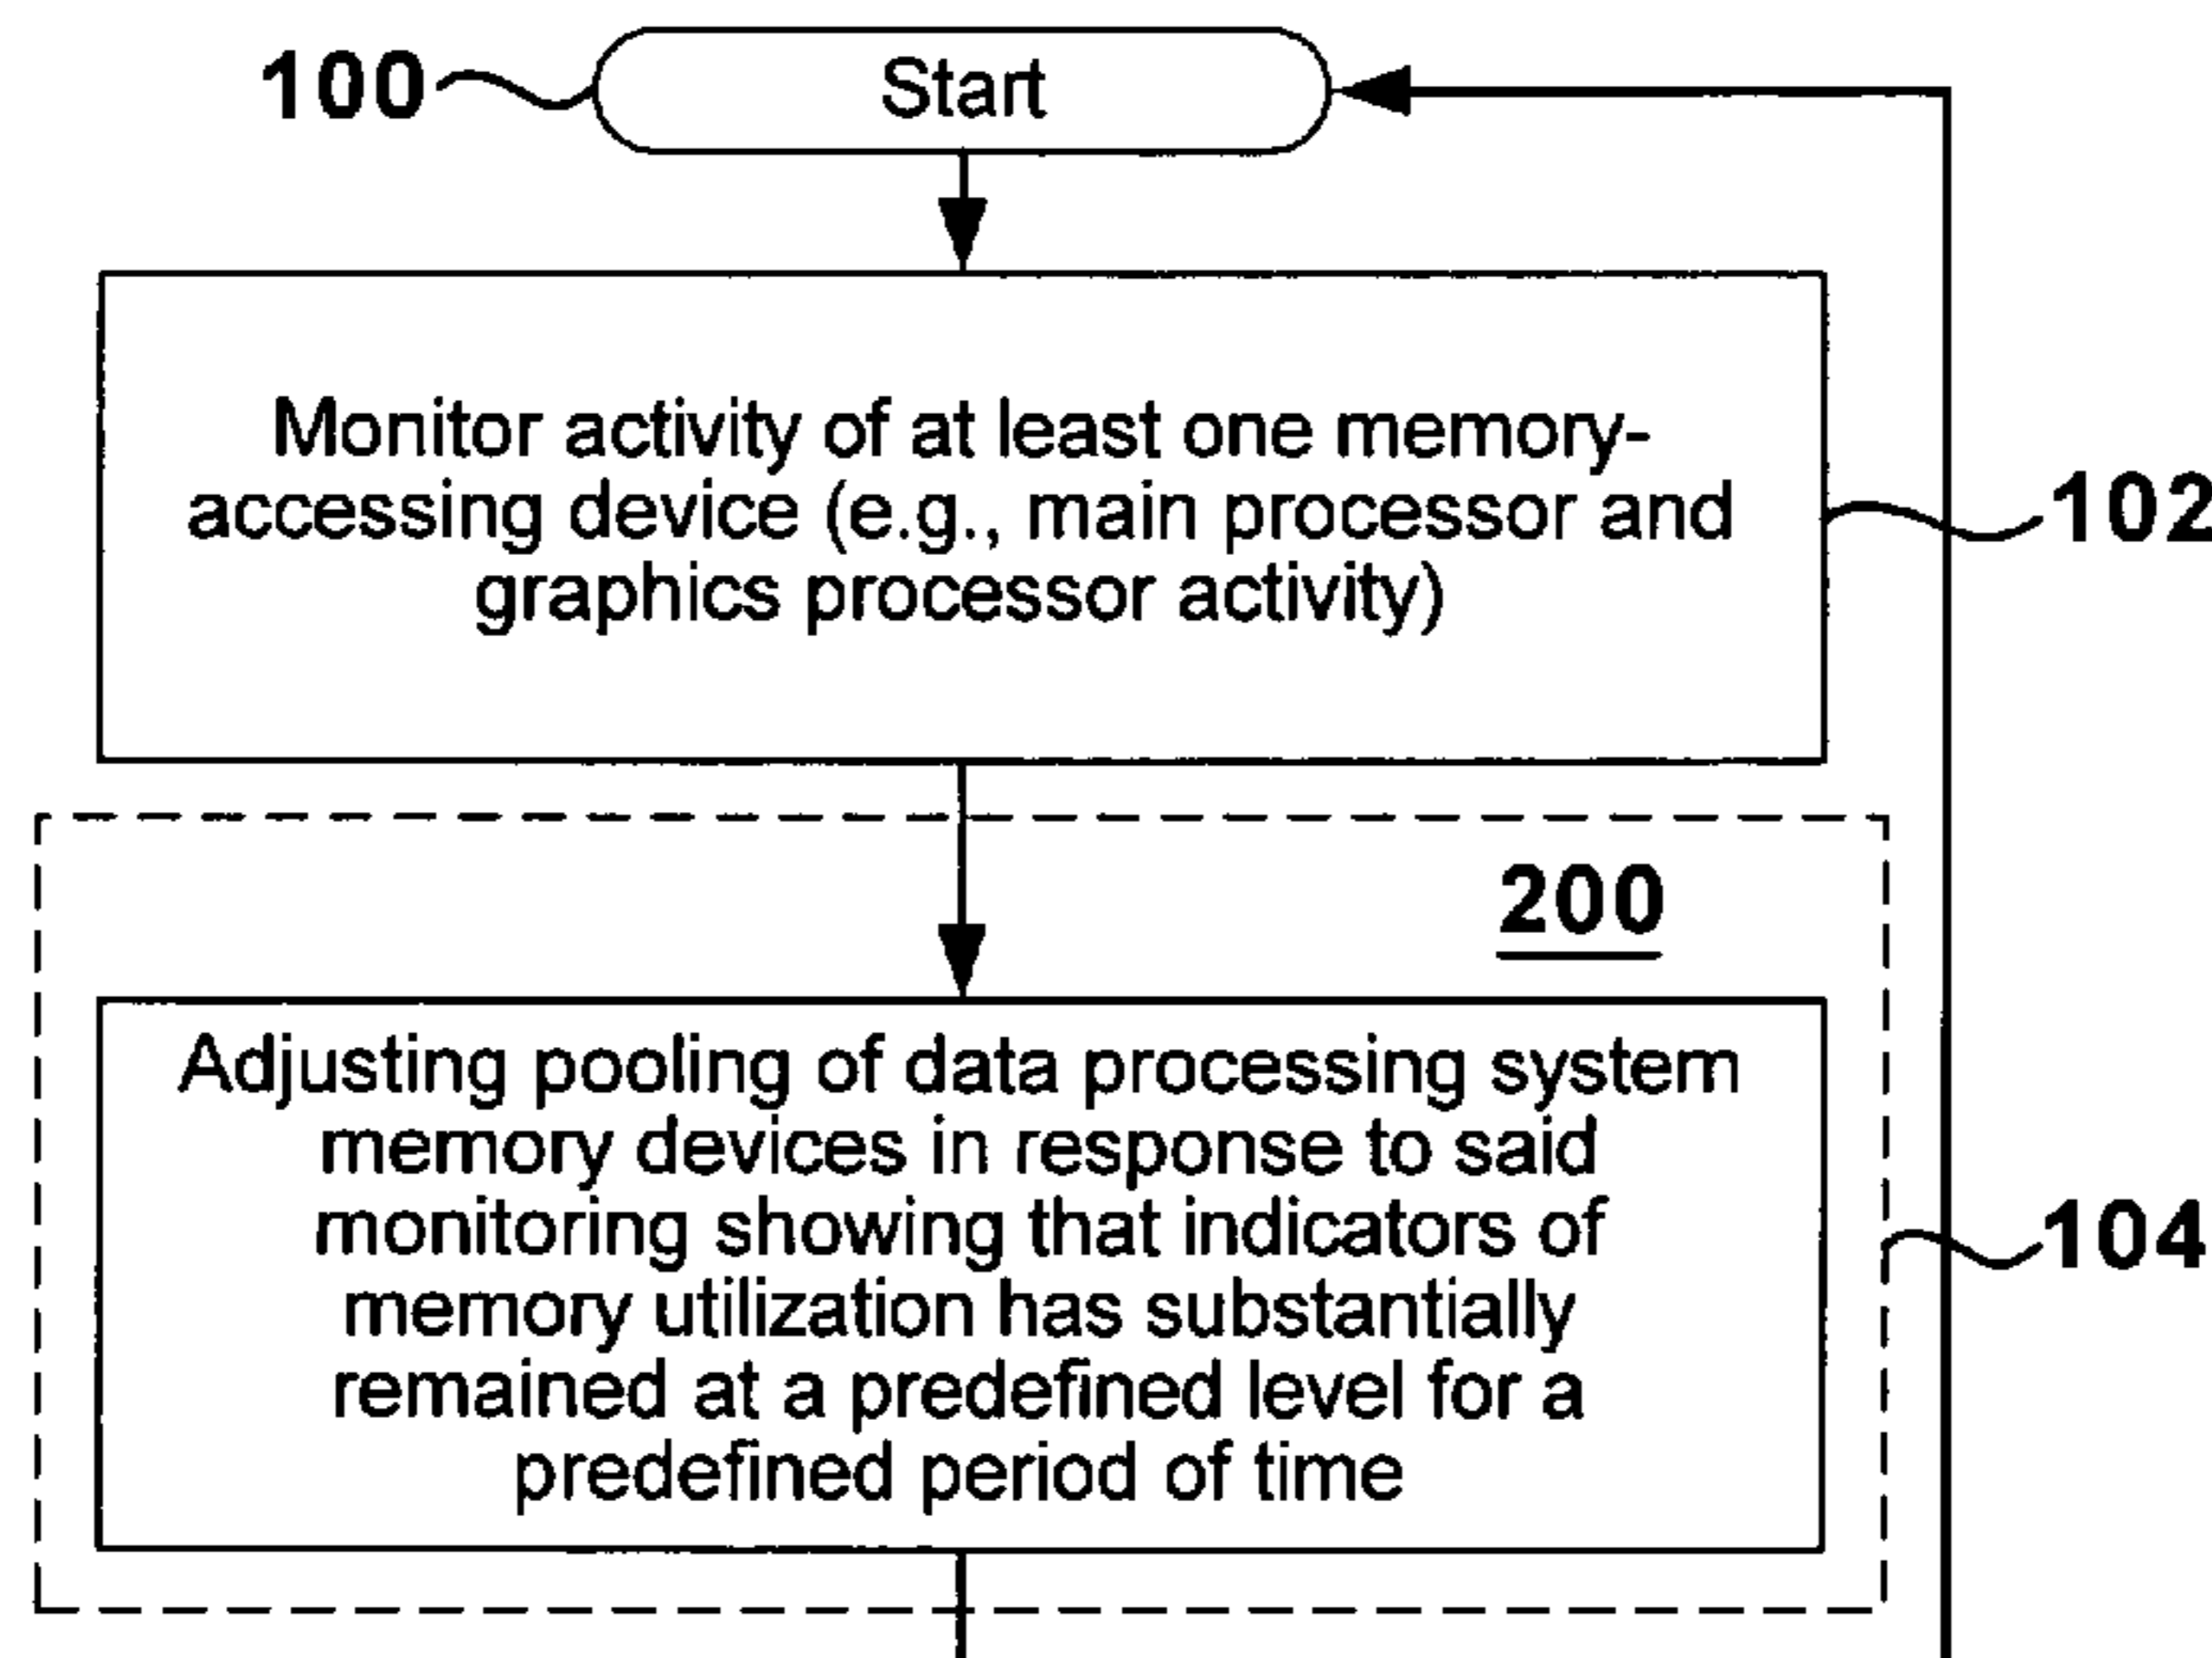 100
Start
Monitor activity of at least one memory-
accessing device (e.g., main processor and
graphics processor activity)
102
200
Adjusting pooling of data processing system
memory devices in response to said
monitoring showing that indicators of
memory utilization has substantially
remained at a predefined level for a
predefined period of time
104